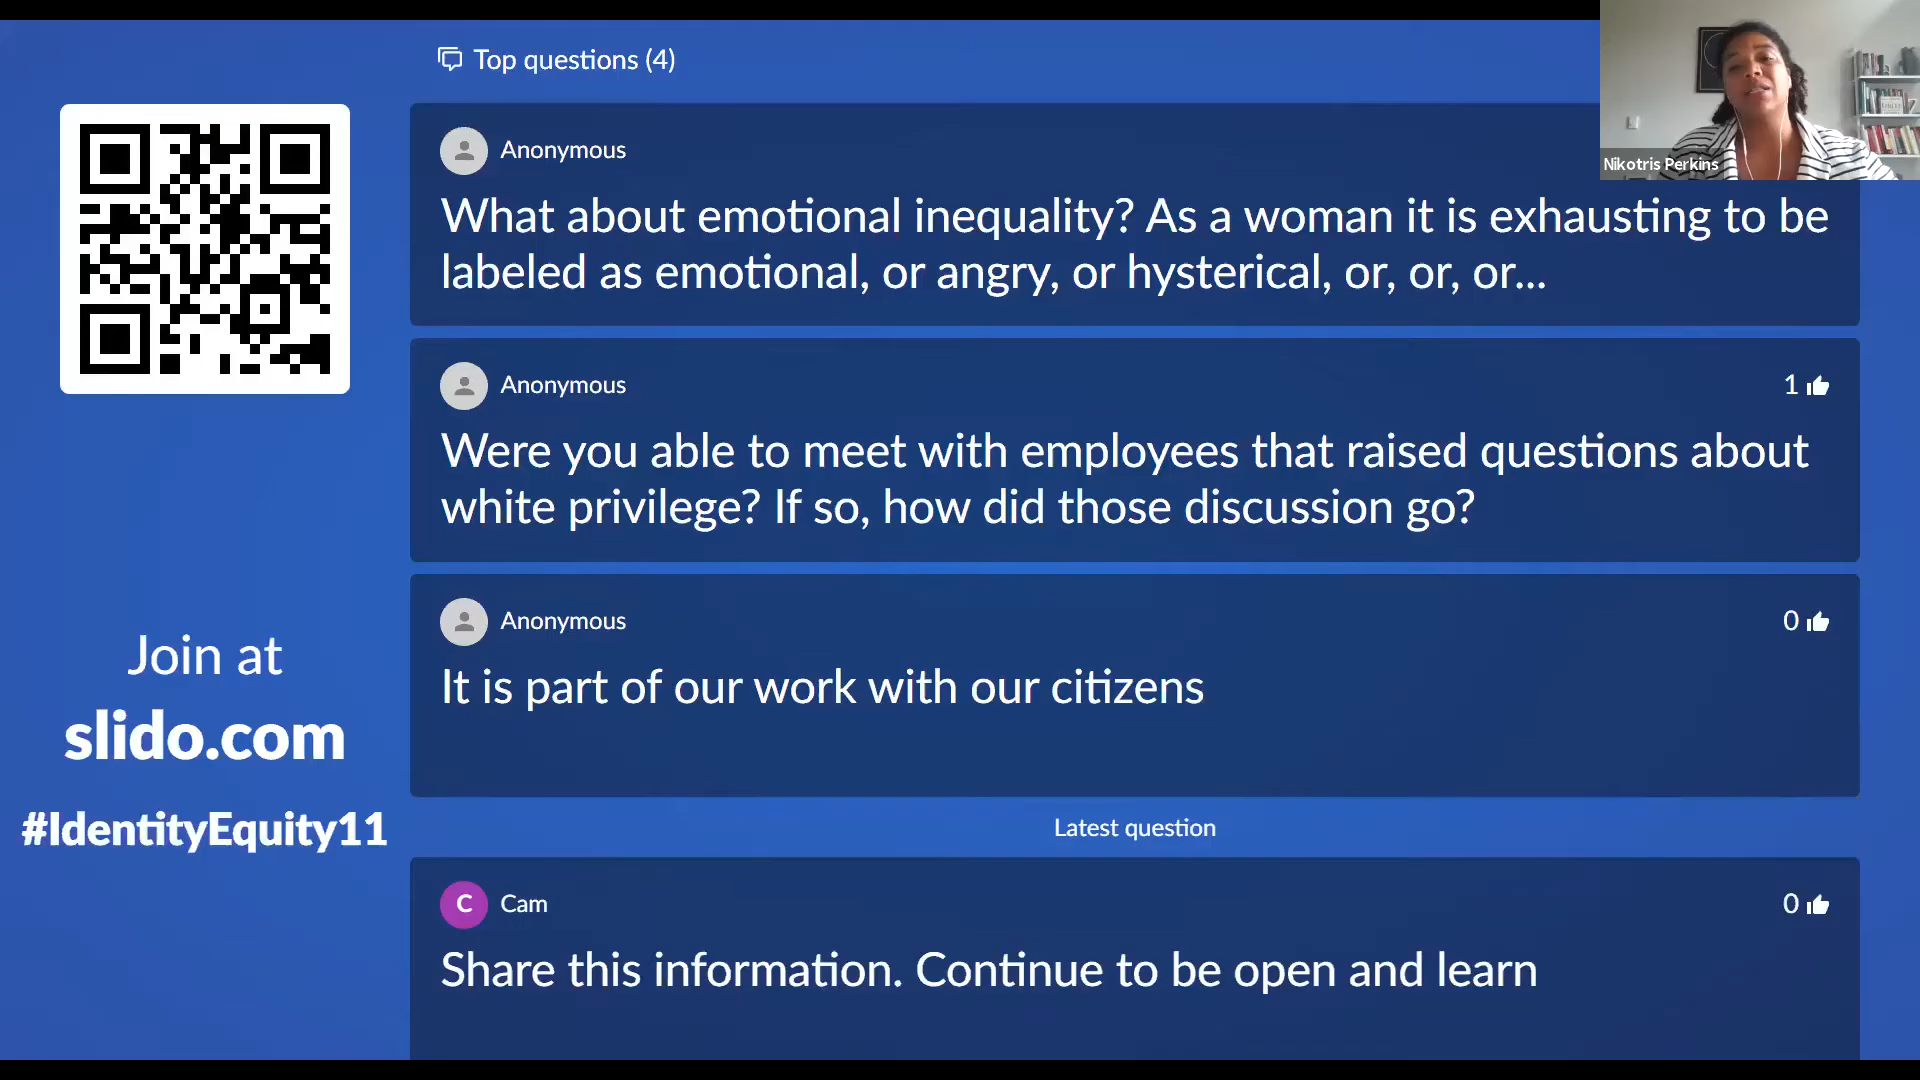 Top questions (4)
Anonymous
What about emotional inequality? As a woman it is exhausting to be
labeled as emotional, or angry, or hysterical, or, or, or...
Anonymous
1
Were you able to meet with employees that raised questions about
white privilege? If so, how did those discussion go?
Anonymous
0
It is part of our work with our citizens
Latest question
C
Cam
0
Share this information. Continue to be open and learn
Join at
slido.com
#IdentityEquity11
Nikotris Perkins